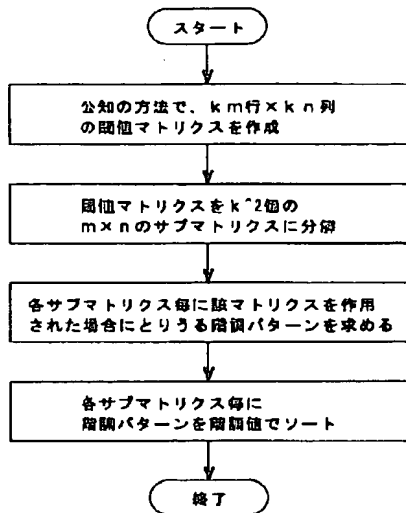 スタート
公知の方法で、km行×kn列
の閾値マトリクスを作成
閾値マトリクスをk^2個の
m×nのサブマトリクスに分解
各サブマトリクス毎に該マトリクスを作用
された場合にとりうる階調パターンを求める
各サブマトリクス毎に
階調パターンを階調値でソート
終了